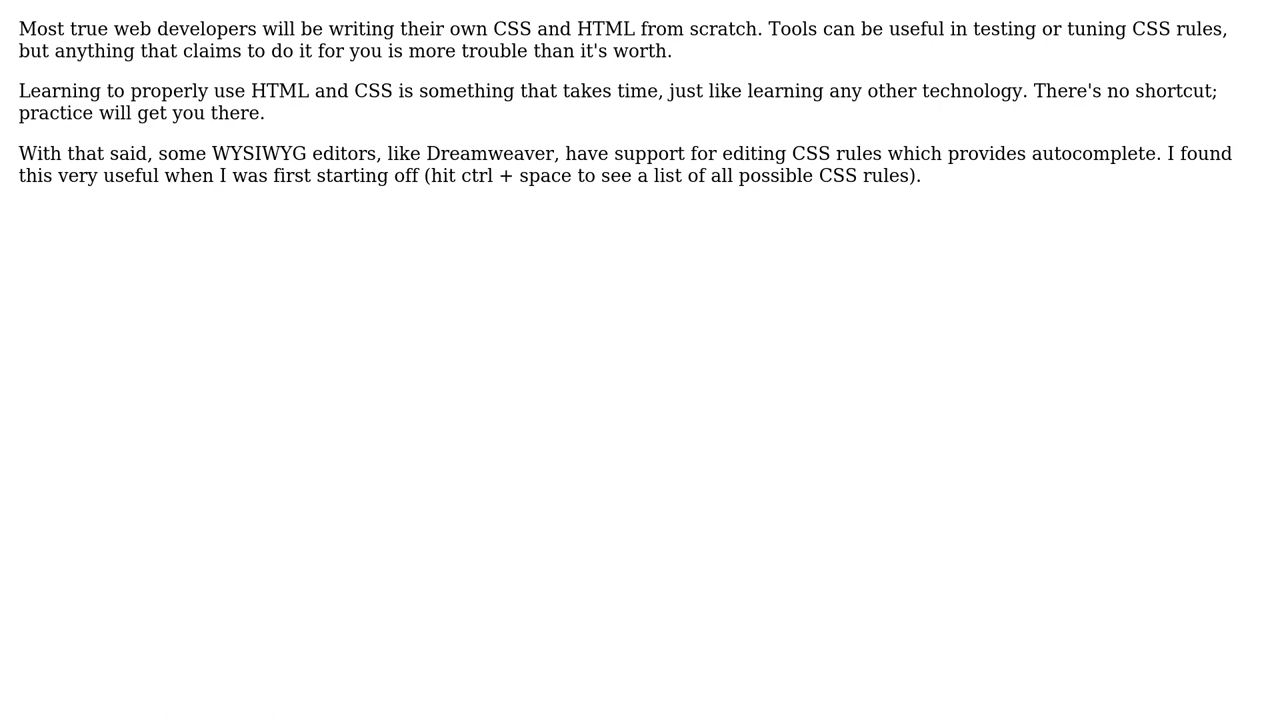 Most true web developers will be writing their own CSS and HTML from scratch. Tools can be useful in testing or tuning CSS rules,
but anything that claims to do it for you is more trouble than it's worth.
Learning to properly use HTML and CSS is something that takes time, just like learning any other technology. There's no shortcut;
practice will get you there.
With that said, some WYSIWYG editors, like Dreamweaver, have support for editing CSS rules which provides autocomplete. I found
this very useful when I was first starting off (hit ctrl + space to see a list of all possible CSS rules).